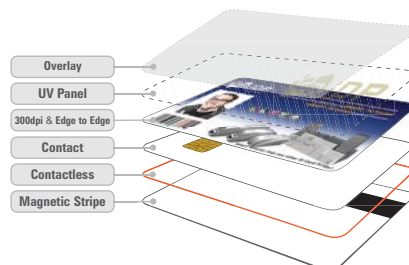 Overlay
UV Panel
300dpi & Edge to Edge
Contact
Contactless
Magnetic Stripe